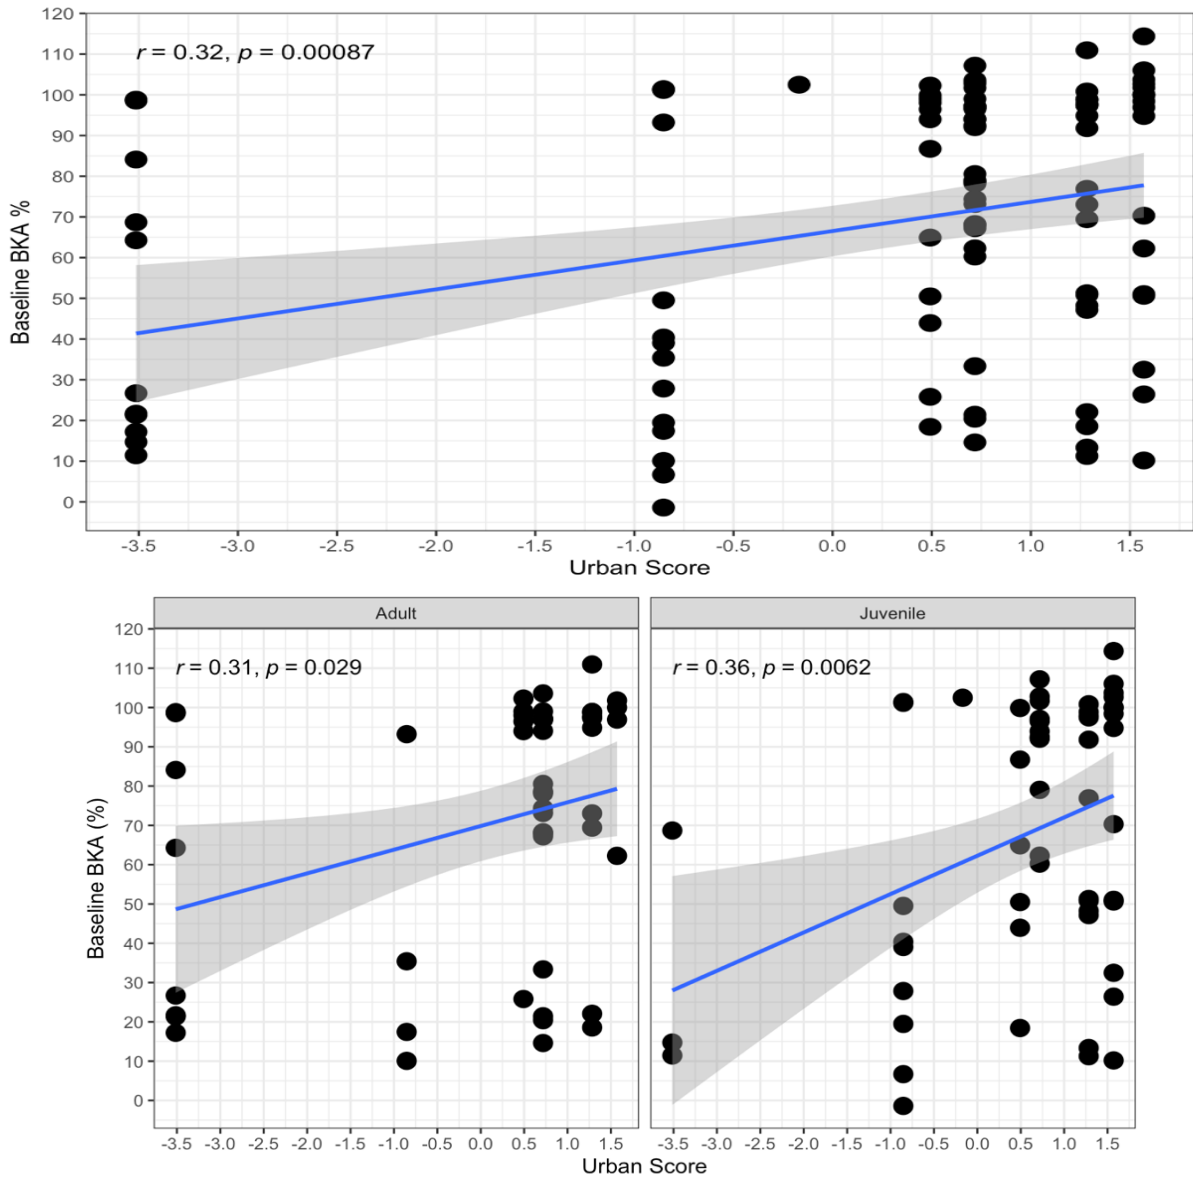 r = 0.32, p = 0.00087
120
110
100
90
80
70
60
50
40
30
20
10
0
Baseline BKA %
-3.5 -3.0 -2.5 -2.0 -1.5 -1.0 -0.5 0.0 0.5 1.0 1.5
Urban Score
Adult Juvenile
r = 0.31, p = 0.029 r = 0.36, p = 0.0062
120
110
100
90
80
70
60
50
40
30
20
10
0
Baseline BKA (%)
-3.5 -3.0 -2.5 -2.0 -1.5 -1.0 -0.5 0.0 0.5 1.0 1.5 -3.5 -3.0 -2.5 -2.0 -1.5 -1.0 -0.5 0.0 0.5 1.0 1.5
Urban Score